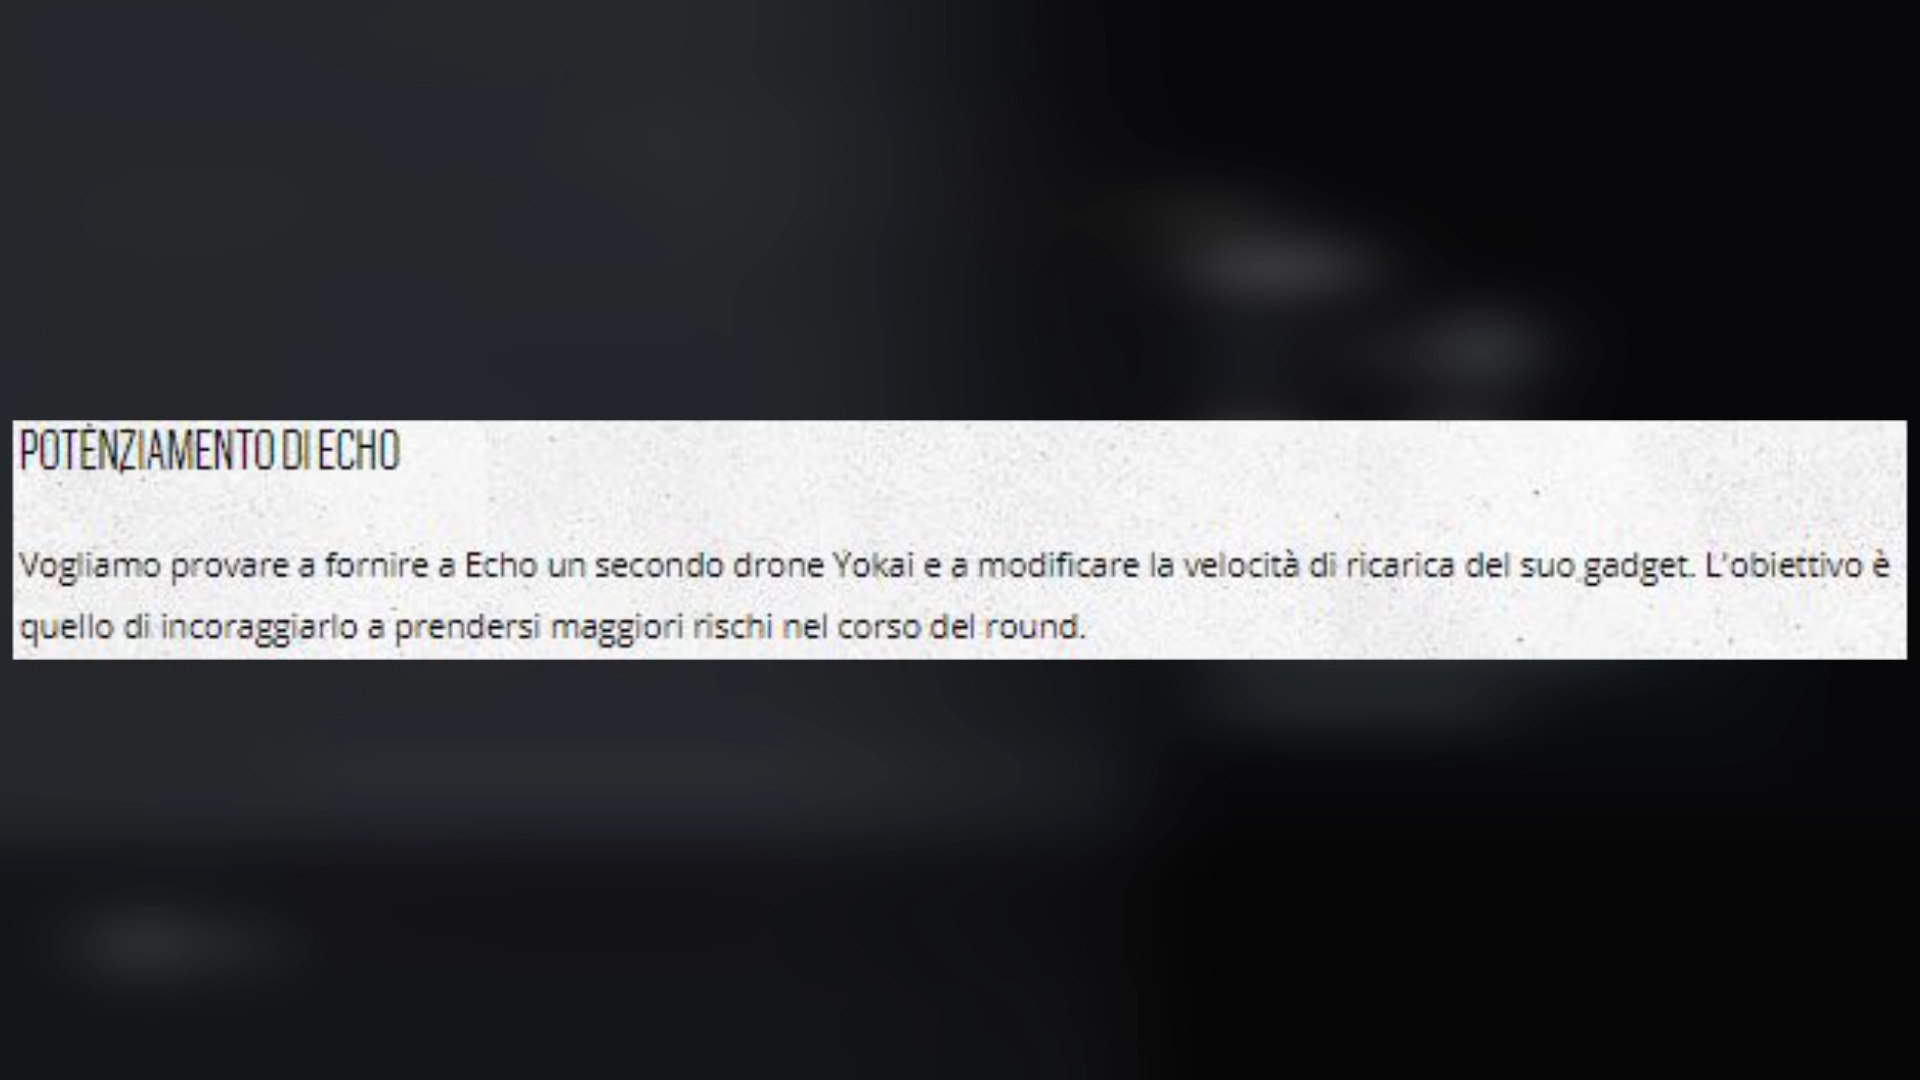 POTENZIAMENTO DI ECHO
Vogliamo provare a fornire a Echo un secondo drone Yokai e a modificare la velocità di ricarica del suo gadget. L'obiettivo è
quello di incoraggiarlo a prendersi maggiori rischi nel corso del round.